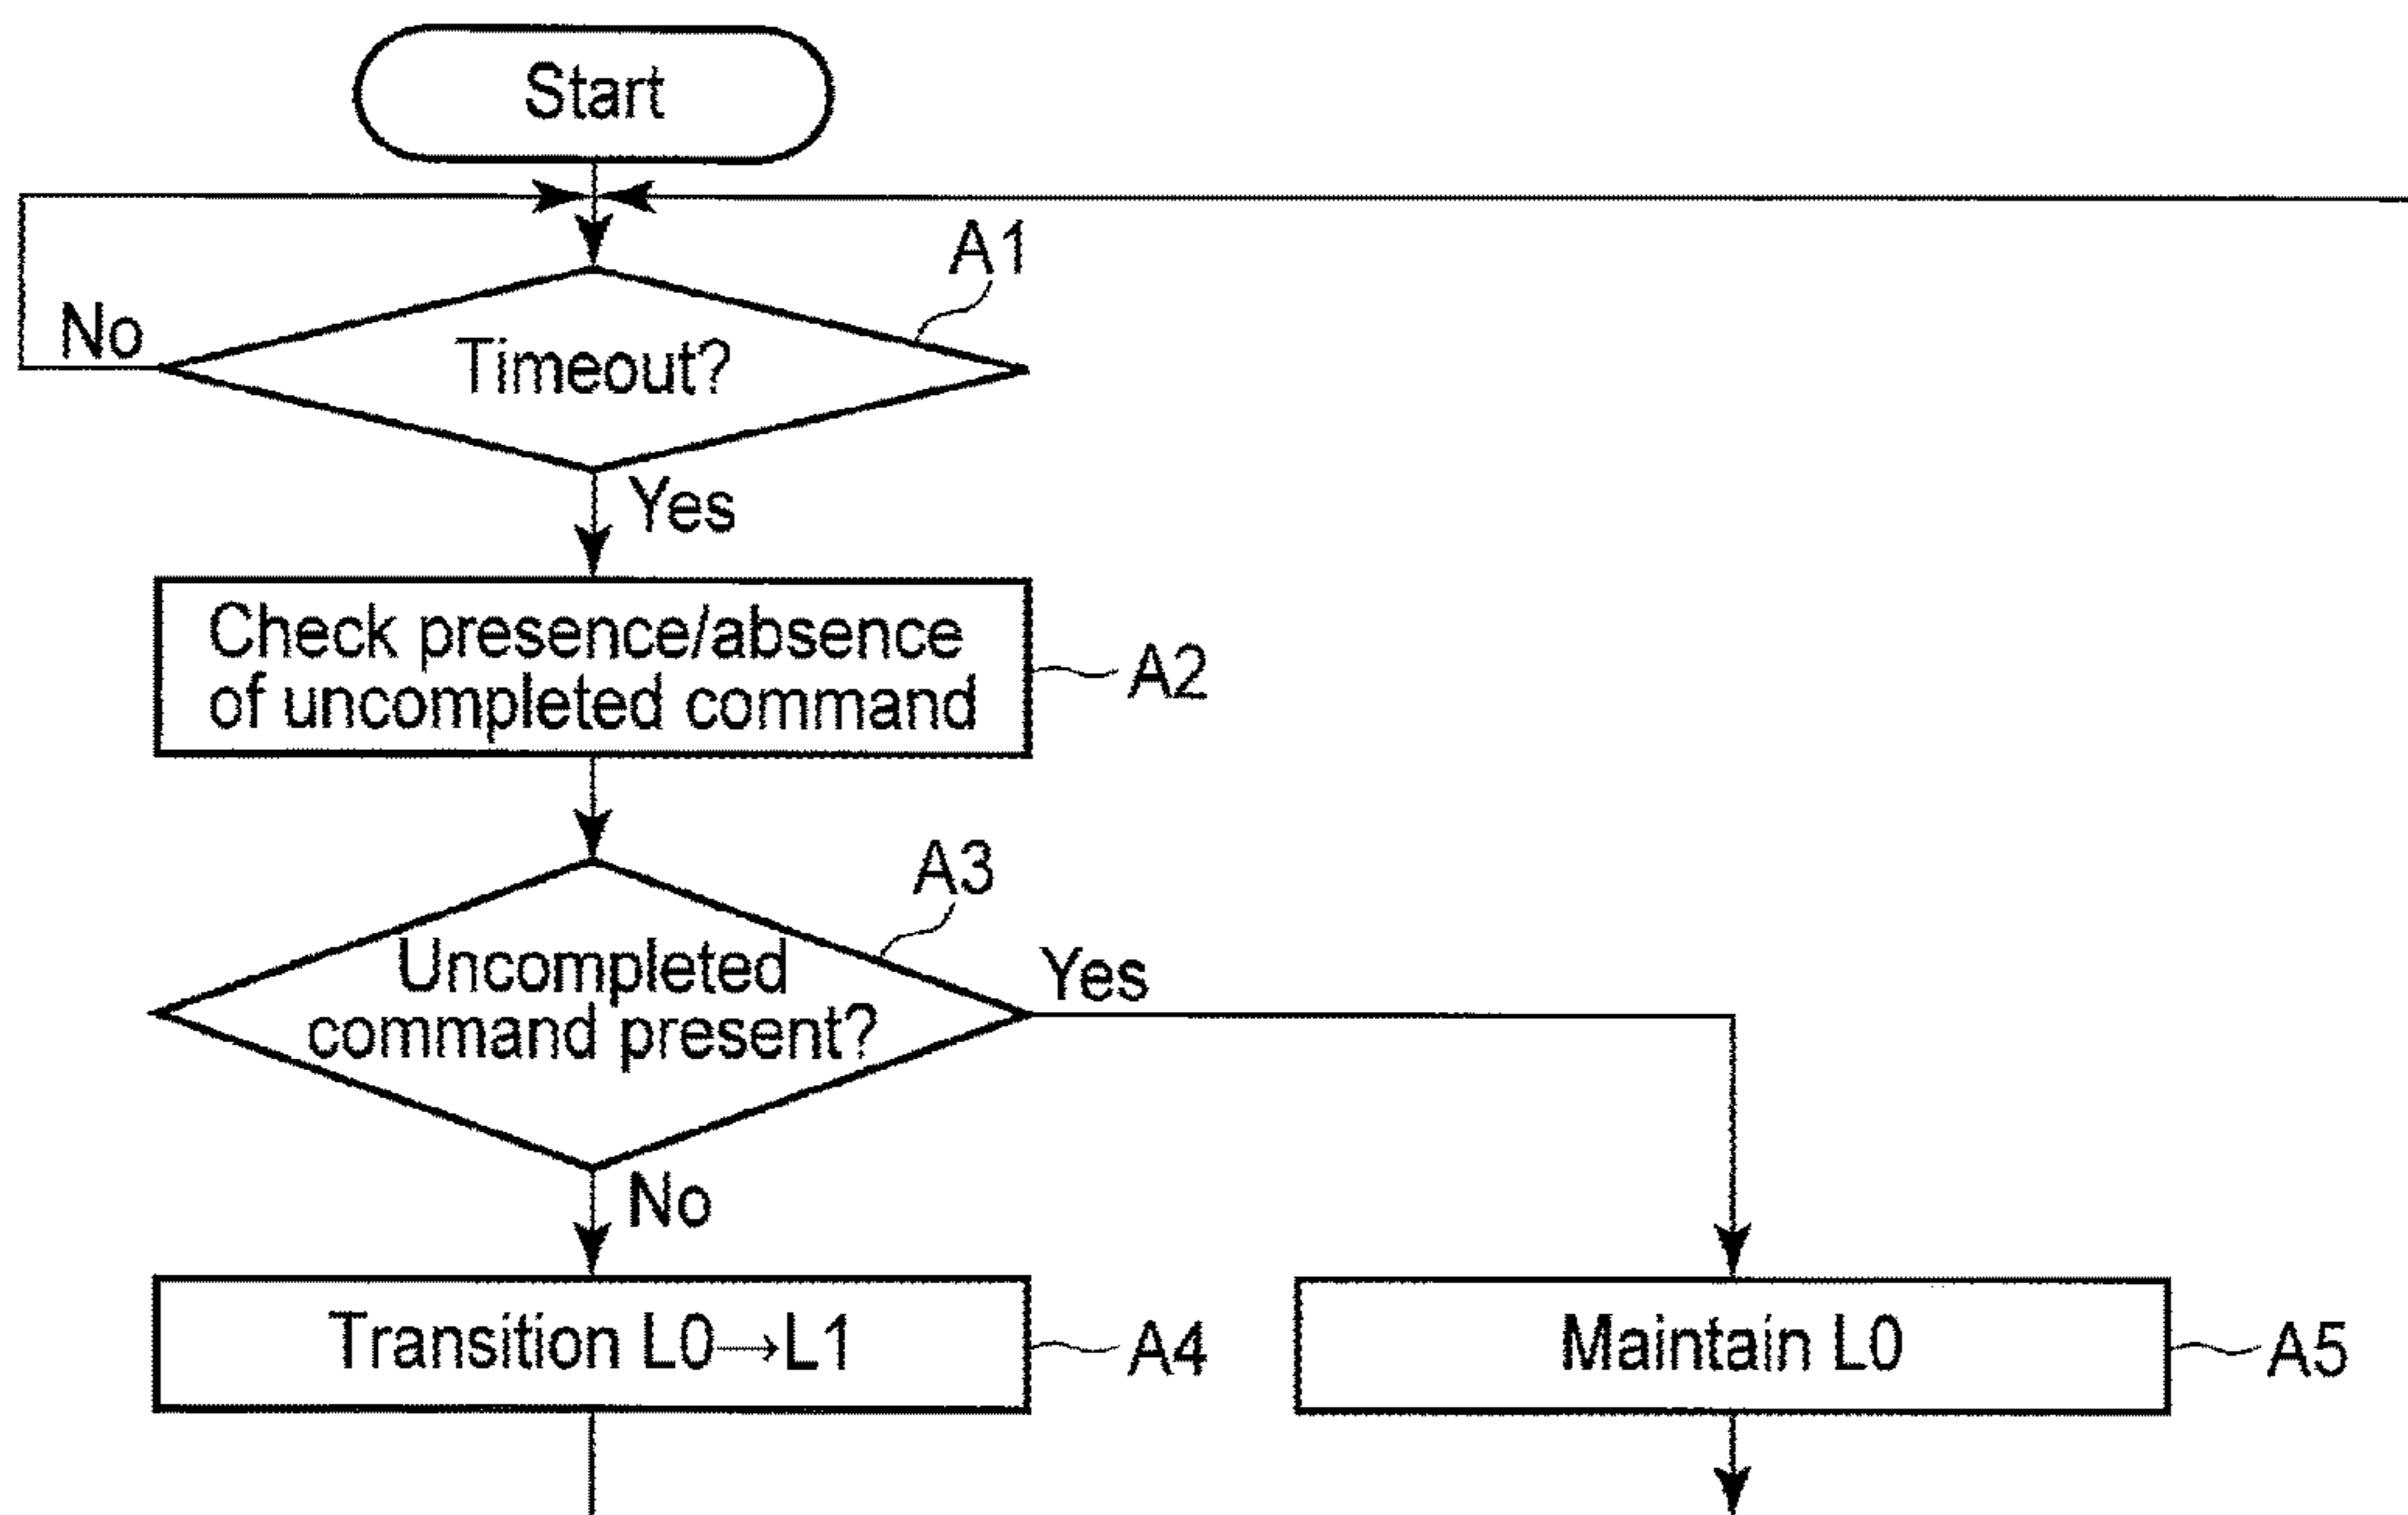 Start
A1
No
Timeout?
Yes
Check presence/absence
of uncompleted command
A2
A3
Uncompleted
command present?
Yes
No
Transition L0→L1
A4
Maintain L0
A5